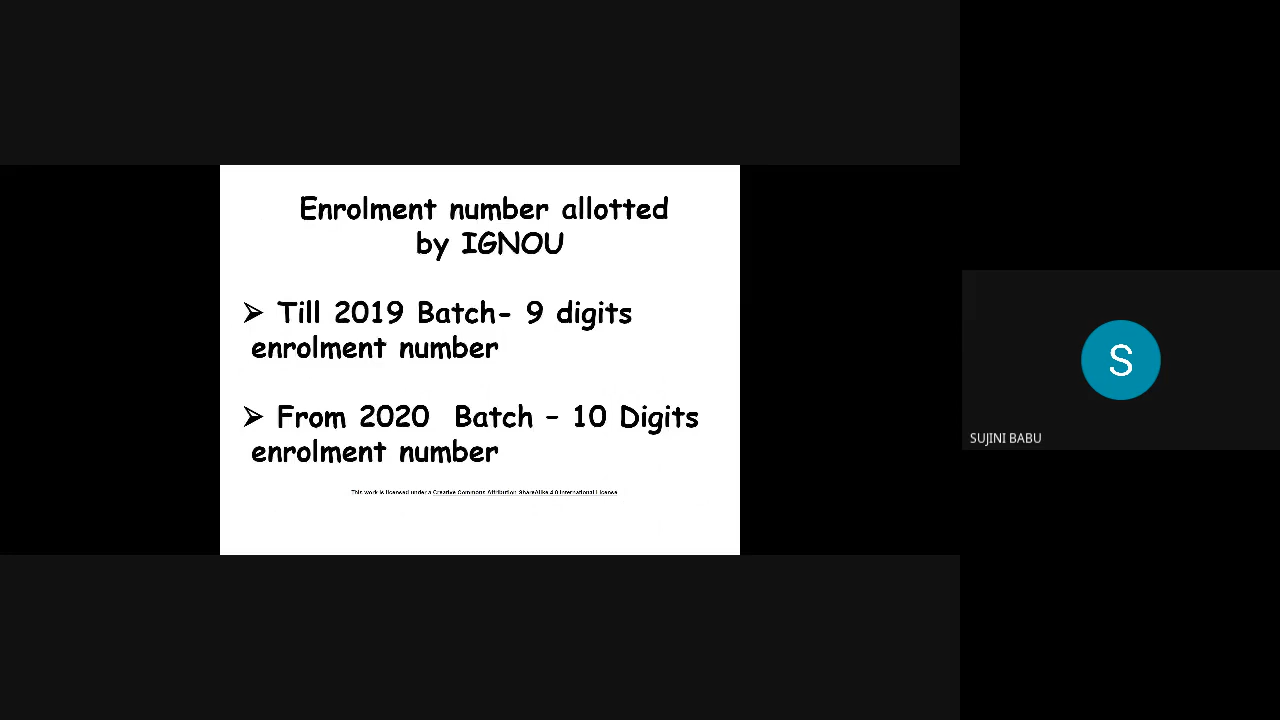 Enrolment number allotted
by IGNOU
➢ Till 2019 Batch- 9 digits
enrolment number
➢ From 2020 Batch - 10 Digits
enrolment number
This work is licensed under a Creative Commons Attribution ShareAlike 4.0 International License
S
SUJINI BABU